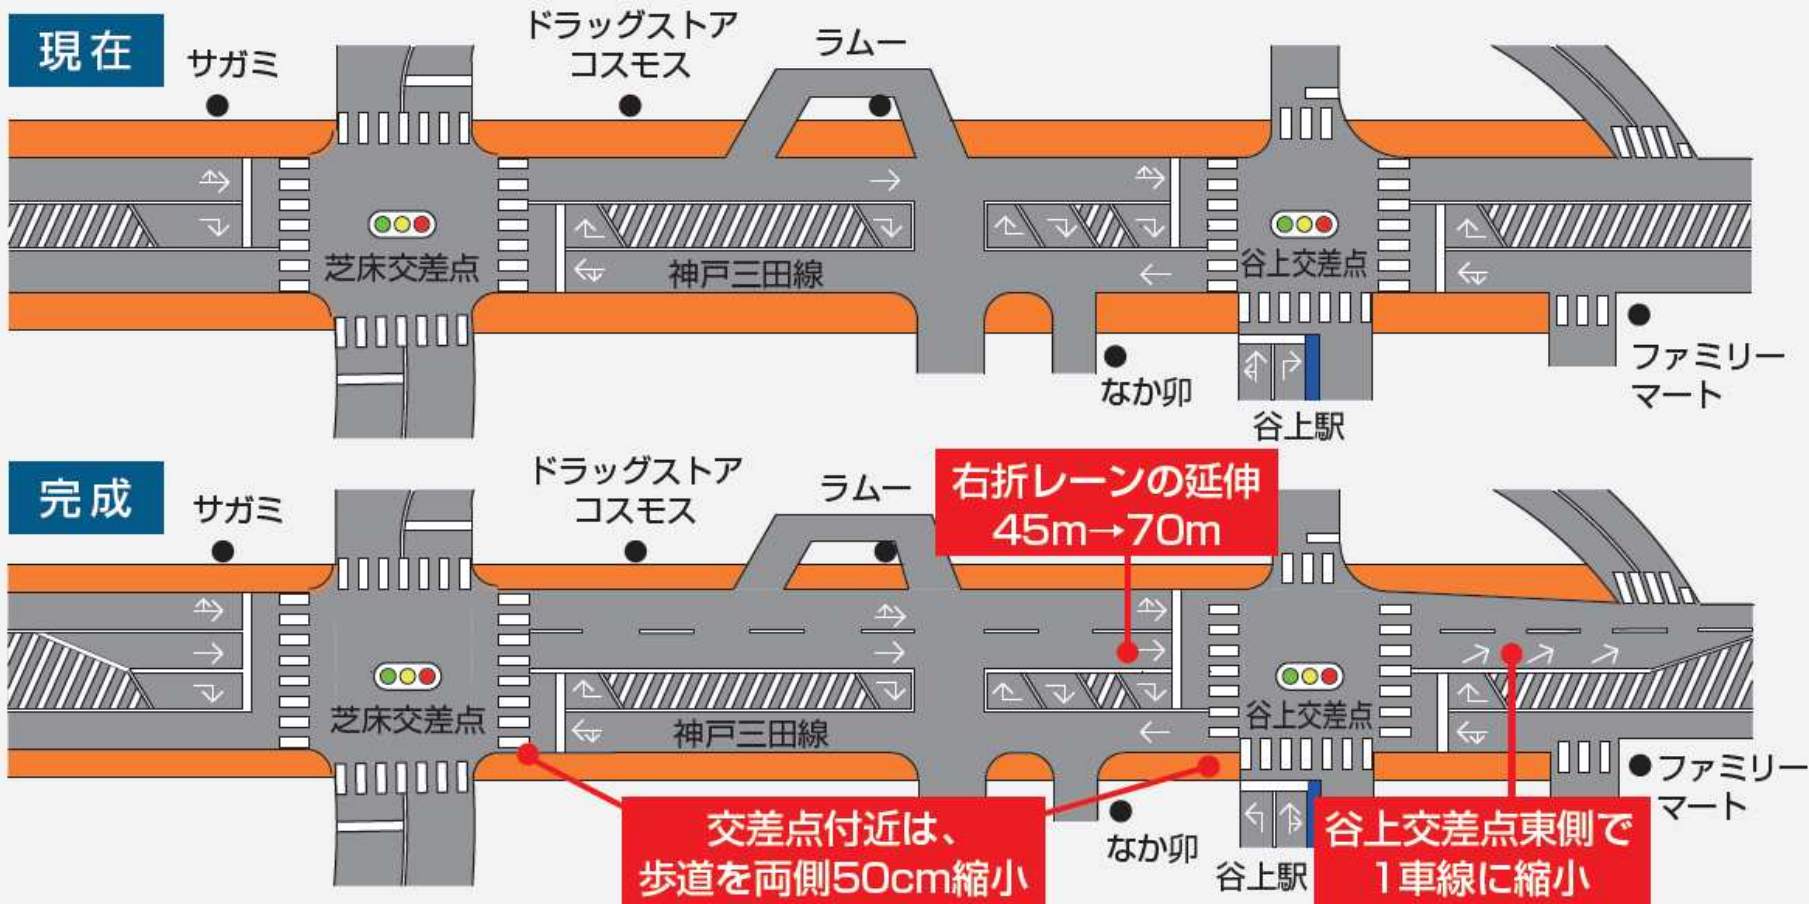 現在
サガミ
ドラッグストア
コスモス
ラムー
芝床交差点
神戸三田線
谷上交差点
なか卯
谷上駅
ファミリー
マート
完成
サガミ
ドラッグストア
コスモス
ラムー
右折レーンの延伸
45m→70m
芝床交差点
神戸三田線
谷上交差点
交差点付近は、
歩道を両側50cm縮小
なか卯
谷上駅
谷上交差点東側で
1車線に縮小
ファミリー
マート